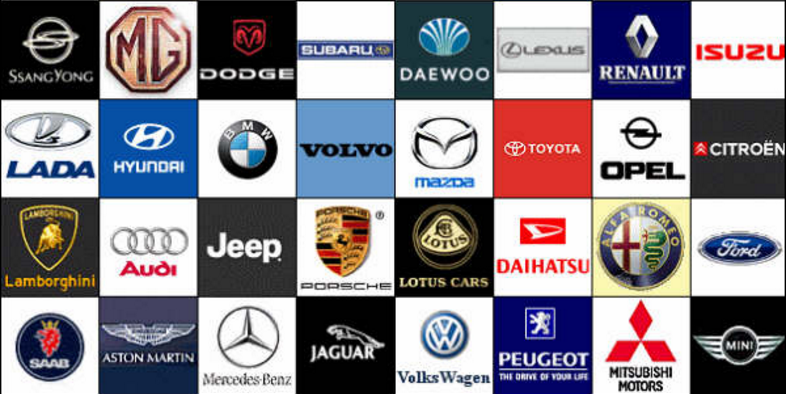 SSANGYONG
MG
DODGE
SUBARU
DAEWOO
LEXUS
RENAULT
ISUZU
LADA
HYUNDAI
BMW
VOLVO
mazda
TOYOTA
OPEL
CITROËN
LAMBORGHINI
Lamborghini
Audi
Jeep
PORSCHE
PORSCHE
LOTUS
LOTUS CARS
DAIHATSU
ALFA ROMEO
Ford
SAAB
ASTON MARTIN
Mercedes-Benz
JAGUAR
VolksWagen
PEUGEOT
THE DRIVE OF YOUR LIFE
MITSUBISHI
MOTORS
MINI